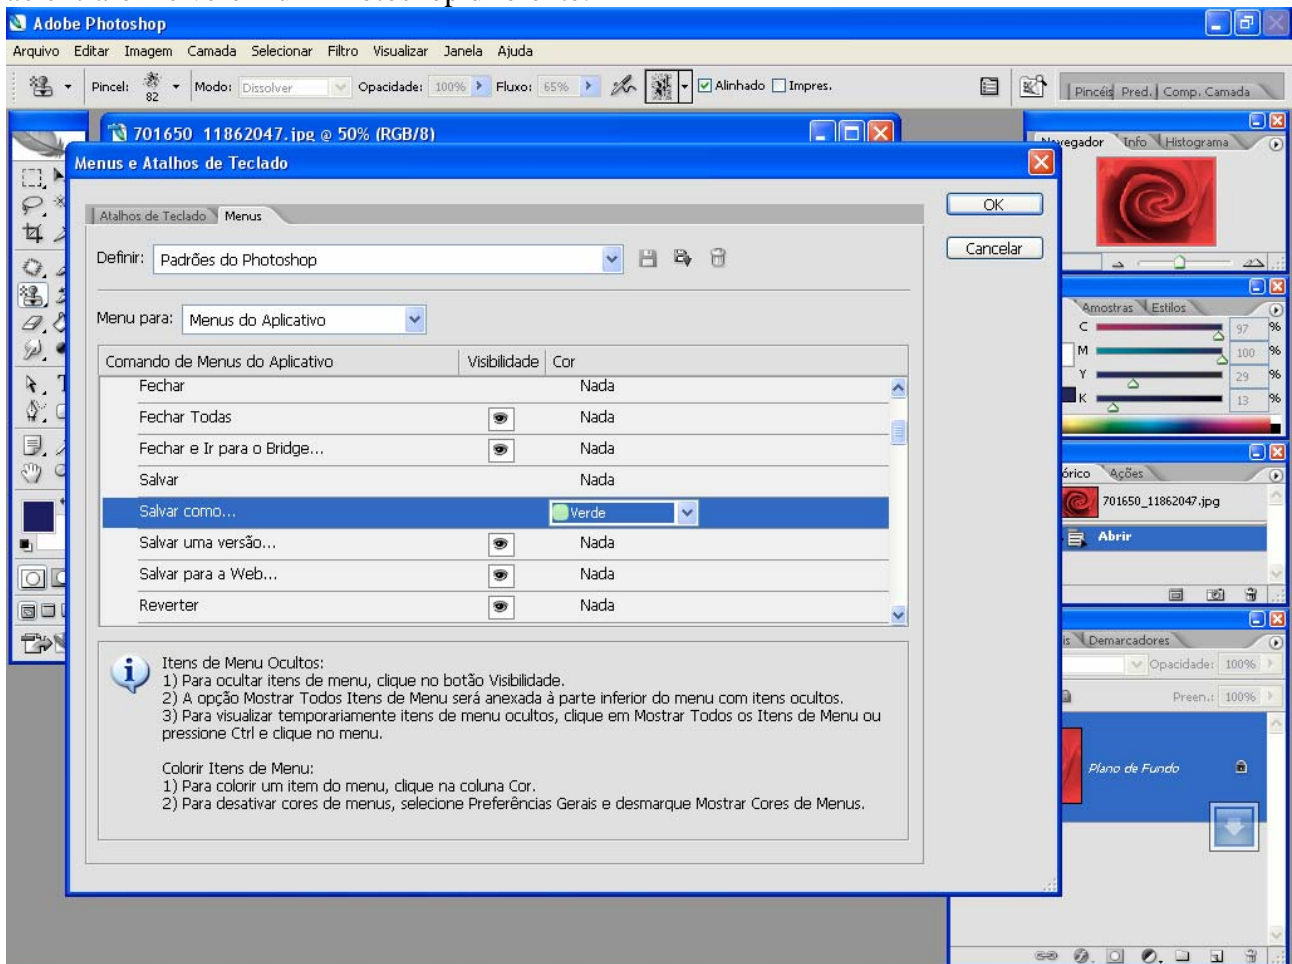 Adobe Photoshop
Arquivo Editar Imagem Camada Selecionar Filtro Visualizar Janela Ajuda
Pincel: 82 Modo: Dissolver Opacidade: 100% Fluxo: 65% Alinhado Impres.
Pincéis Pred. Comp. Camada
701650_11862047.jpg @ 50% (RGB/8)
Menus e Atalhos de Teclado
Atalhos de Teclado Menus
OK
Definir: Padrões do Photoshop
Cancelar
Menu para: Menus do Aplicativo
Comando de Menus do Aplicativo Visibilidade Cor
Fechar Nada
Fechar Todas Nada
Fechar e Ir para o Bridge... Nada
Salvar Nada
Salvar como... Verde
Salvar uma versão... Nada
Salvar para a Web... Nada
Reverter Nada
Itens de Menu Ocultos:
1) Para ocultar itens de menu, clique no botão Visibilidade.
2) A opção Mostrar Todos Itens de Menu será anexada à parte inferior do menu com itens ocultos.
3) Para visualizar temporariamente itens de menu ocultos, clique em Mostrar Todos os Itens de Menu ou
pressione Ctrl e clique no menu.
Colorir Itens de Menu:
1) Para colorir um item do menu, clique na coluna Cor.
2) Para desativar cores de menus, selecione Preferências Gerais e desmarque Mostrar Cores de Menus.
Info Histograma
Amostras Estilos
C 97 %
M 100 %
Y 29 %
K 13 %
Ações
701650_11862047.jpg
Abrir
Demarcadores
Opacidade: 100%
Preen.: 100%
Plano de Fundo